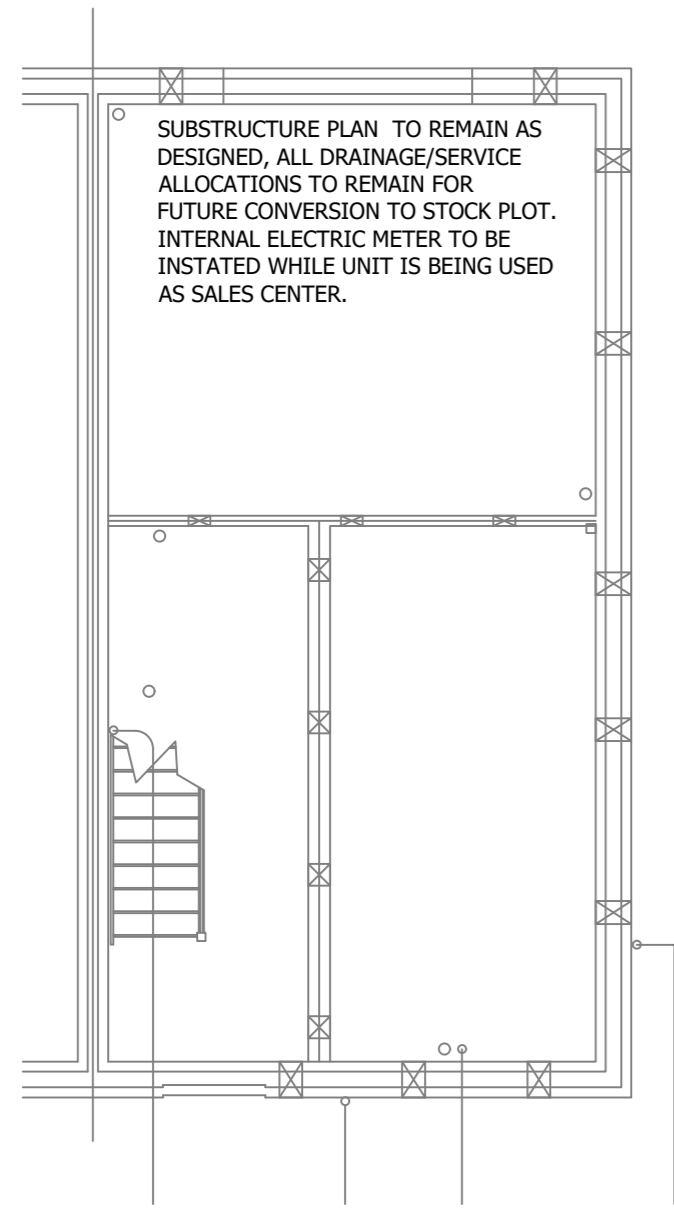 SUBSTRUCTURE PLAN  TO REMAIN AS
DESIGNED, ALL DRAINAGE/SERVICE
ALLOCATIONS TO REMAIN FOR
FUTURE CONVERSION TO STOCK PLOT.
INTERNAL ELECTRIC METER TO BE
INSTATED WHILE UNIT IS BEING USED
AS SALES CENTER.